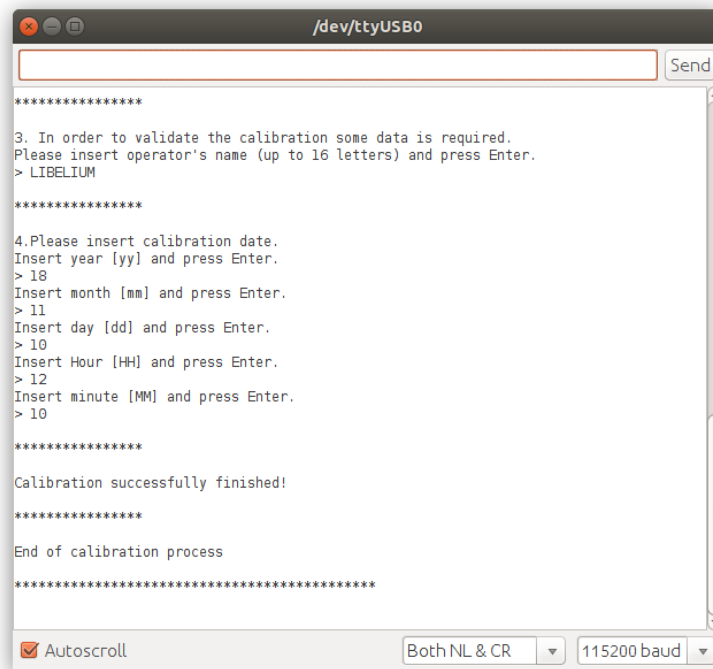 /dev/ttyUSB0
Send
****************
3. In order to validate the calibration some data is required.
Please insert operator's name (up to 16 letters) and press Enter.
> LIBELIUM
****************
4.Please insert calibration date.
Insert year [yy] and press Enter.
> 18
Insert month [mm] and press Enter.
> 11
Insert day [dd] and press Enter.
> 10
Insert Hour [HH] and press Enter.
> 12
Insert minute [MM] and press Enter.
> 10
****************
Calibration successfully finished!
****************
End of calibration process
*********************************************
Autoscroll
Both NL & CR
115200 baud